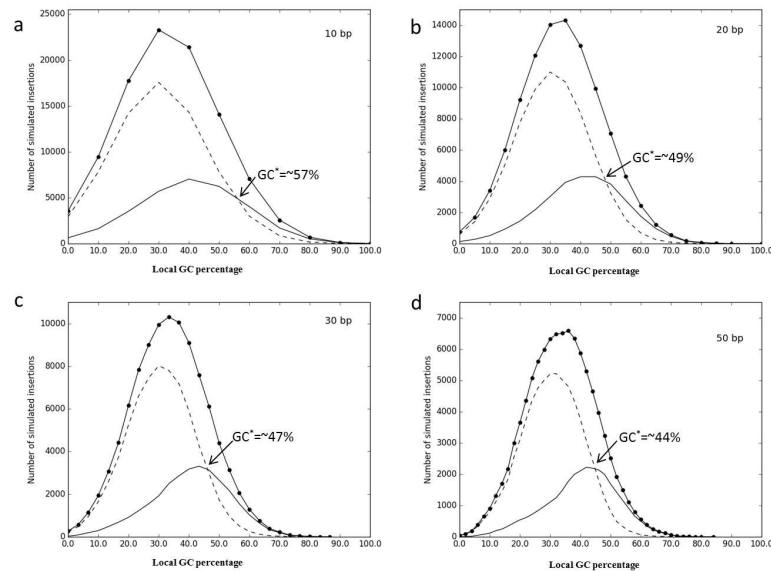 a
10 bp
25000
20000
15000
10000
5000
0
Number of simulated insertions
GC*=~57%
0.0 10.0 20.0 30.0 40.0 50.0 60.0 70.0 80.0 90.0 100.0
Local GC percentage
b
20 bp
14000
12000
10000
8000
6000
4000
2000
0
Number of simulated insertions
GC*=~49%
0.0 10.0 20.0 30.0 40.0 50.0 60.0 70.0 80.0 90.0 100.0
Local GC percentage
c
30 bp
10000
8000
6000
4000
2000
0
Number of simulated insertions
GC*=~47%
0.0 10.0 20.0 30.0 40.0 50.0 60.0 70.0 80.0 90.0 100.0
Local GC percentage
d
50 bp
7000
6000
5000
4000
3000
2000
1000
0
Number of simulated insertions
GC*=~44%
0.0 10.0 20.0 30.0 40.0 50.0 60.0 70.0 80.0 90.0 100.0
Local GC percentage